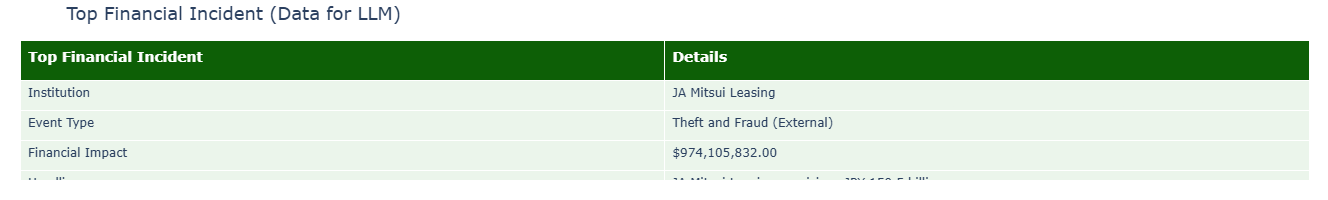 Top Financial Incident (Data for LLM)
Top Financial Incident Details
Institution JA Mitsui Leasing
Event Type Theft and Fraud (External)
Financial Impact $974,105,832.00